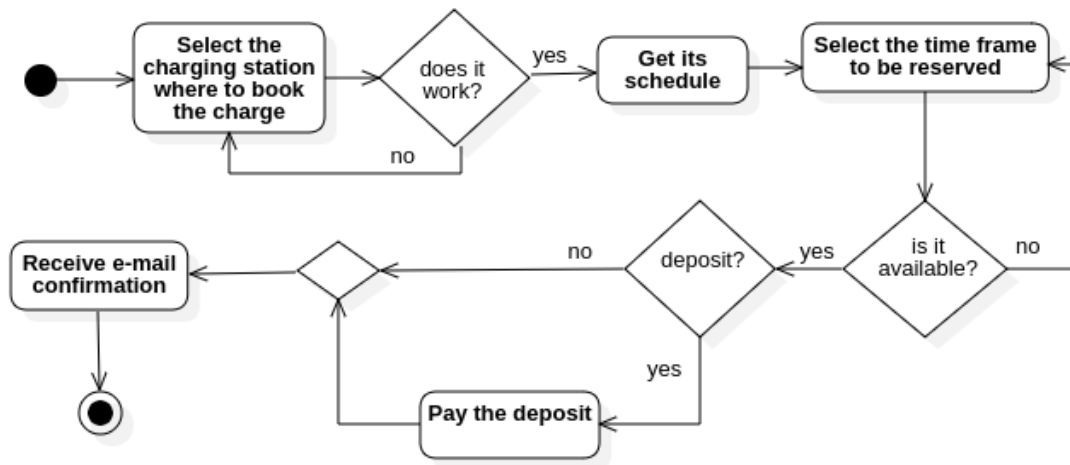 Select the
charging station
where to book
the charge
does it
work?
yes
no
Get its
schedule
Select the time frame
to be reserved
is it
available?
no
yes
deposit?
no
yes
Pay the deposit
Receive e-mail
confirmation